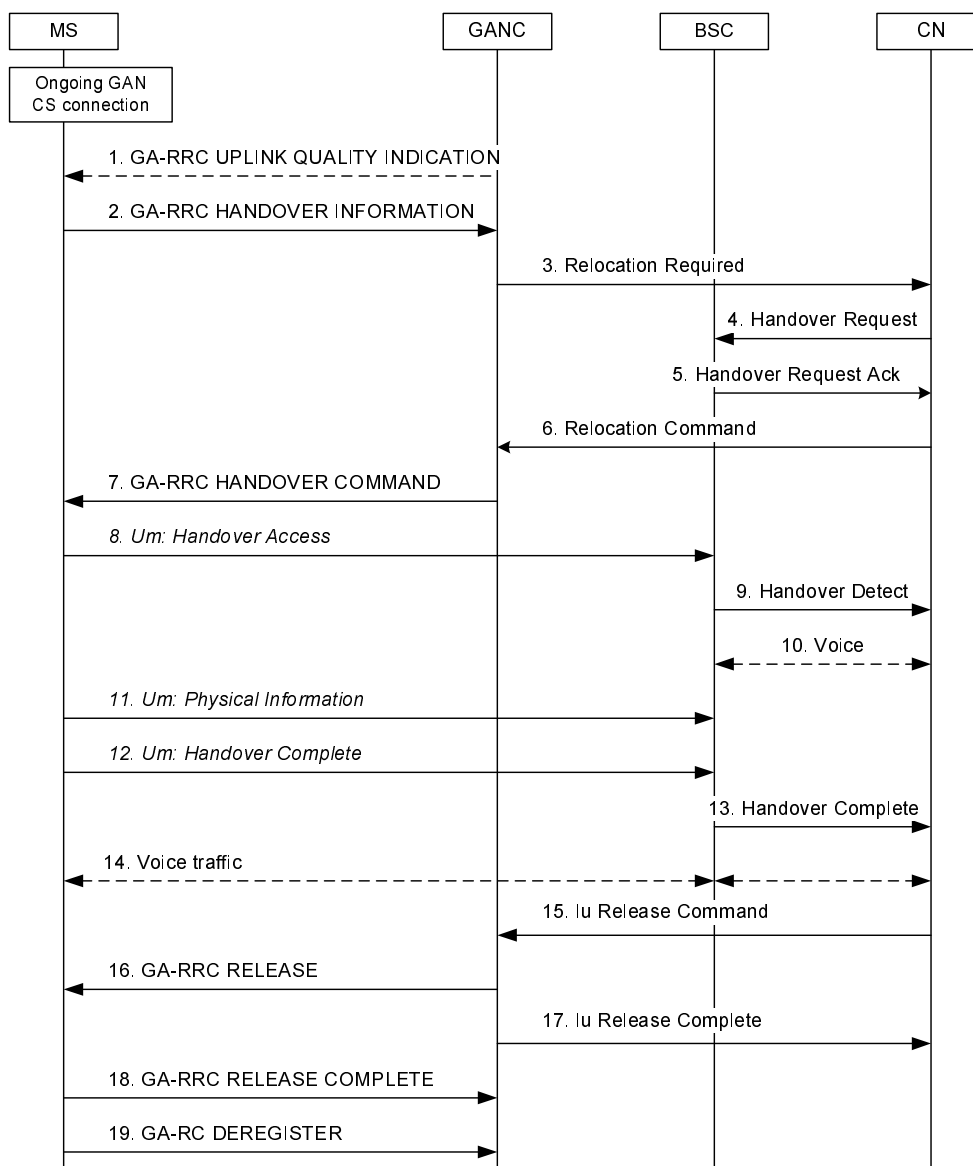 MS
GANC
BSC
CN
Ongoing GAN
CS connection
1. GA-RRC UPLINK QUALITY INDICATION
2. GA-RRC HANDOVER INFORMATION
3. Relocation Required
4. Handover Request
5. Handover Request Ack
6. Relocation Command
7. GA-RRC HANDOVER COMMAND
8. Um: Handover Access
9. Handover Detect
10. Voice
11. Um: Physical Information
12. Um: Handover Complete
13. Handover Complete
14. Voice traffic
15. Iu Release Command
16. GA-RRC RELEASE
17. Iu Release Complete
18. GA-RRC RELEASE COMPLETE
19. GA-RC DEREGISTER